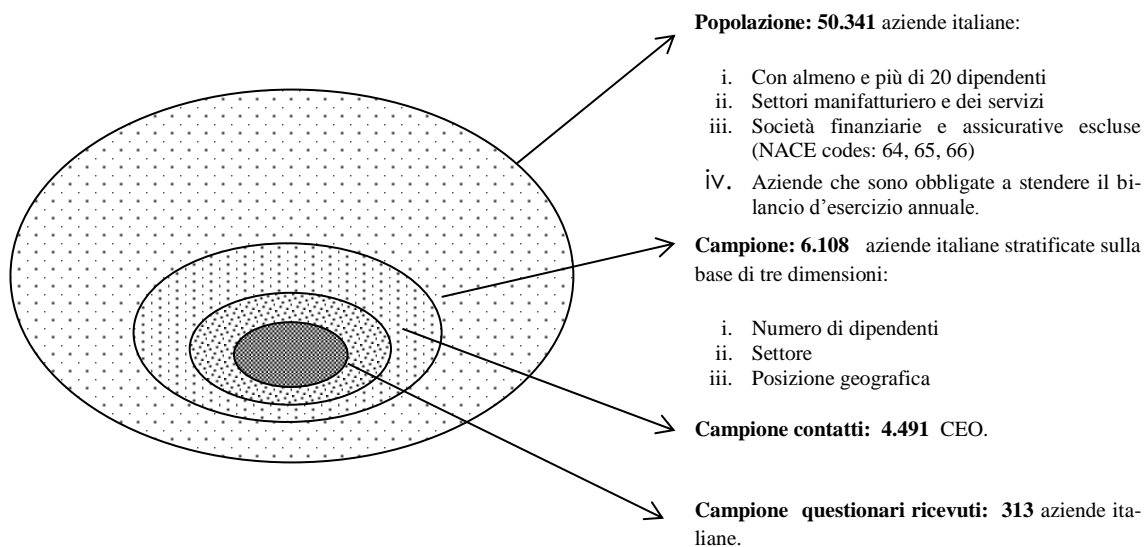 Popolazione: 50.341 aziende italiane:
i. Con almeno e più di 20 dipendenti
ii. Settori manifatturiero e dei servizi
iii. Società finanziarie e assicurative escluse
(NACE codes: 64, 65, 66)
iv. Aziende che sono obbligate a stendere il bi-
lancio d'esercizio annuale.
Campione: 6.108 aziende italiane stratificate sulla
base di tre dimensioni:
i. Numero di dipendenti
ii. Settore
iii. Posizione geografica
Campione contatti: 4.491 CEO.
Campione questionari ricevuti: 313 aziende ita-
liane.